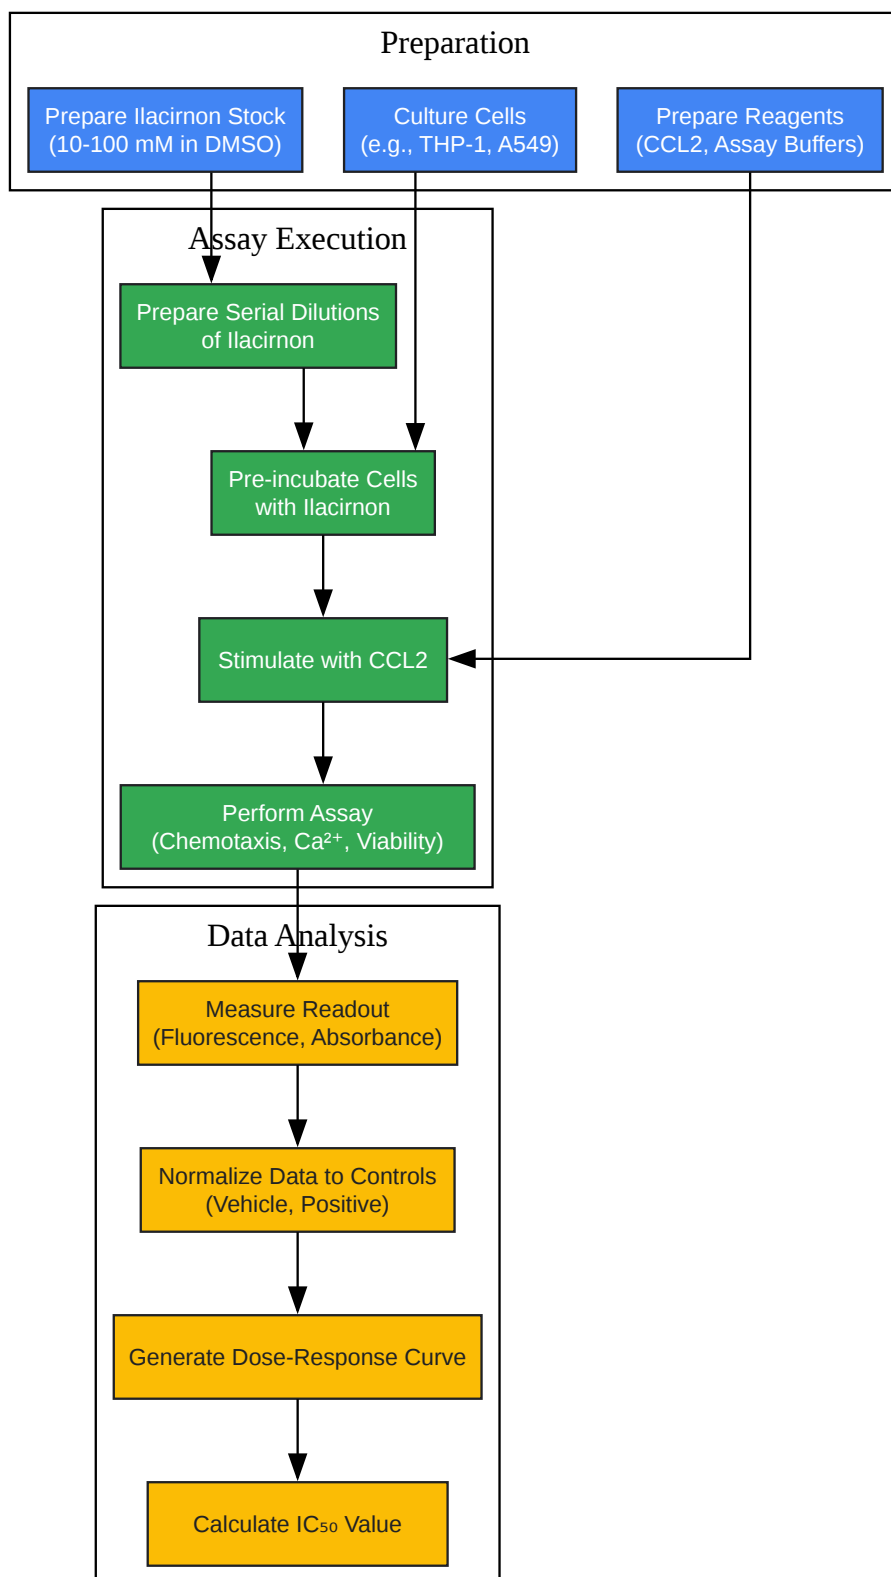 Preparation
Prepare Ilacirnon Stock
(10-100 mM in DMSO)
Culture Cells
(e.g., THP-1, A549)
Prepare Reagents
(CCL2, Assay Buffers)
Assay Execution
Prepare Serial Dilutions
of Ilacirnon
Pre-incubate Cells
with Ilacirnon
Stimulate with CCL2
Perform Assay
(Chemotaxis, Ca²⁺, Viability)
Data Analysis
Measure Readout
(Fluorescence, Absorbance)
Normalize Data to Controls
(Vehicle, Positive)
Generate Dose-Response Curve
Calculate IC₅₀ Value